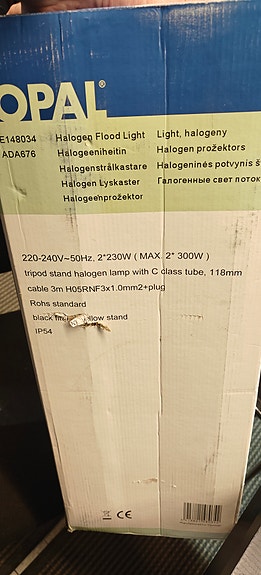 OPAL®
E148034 Halogen Flood Light Light, halogeny
ADA676 Halogeeniheitin Halogen prožektors
Halogenstrålkastare Halogeninės potvynis š
Halogen Lyskaster Галогенные свет поток
Halogeenprožektor
220-240V~50Hz, 2*230W ( MAX. 2* 300W )
tripod stand halogen lamp with C class tube, 118mm
cable 3m H05RNF3x1.0mm2+plug
Rohs standard
black stand
IP54
CE